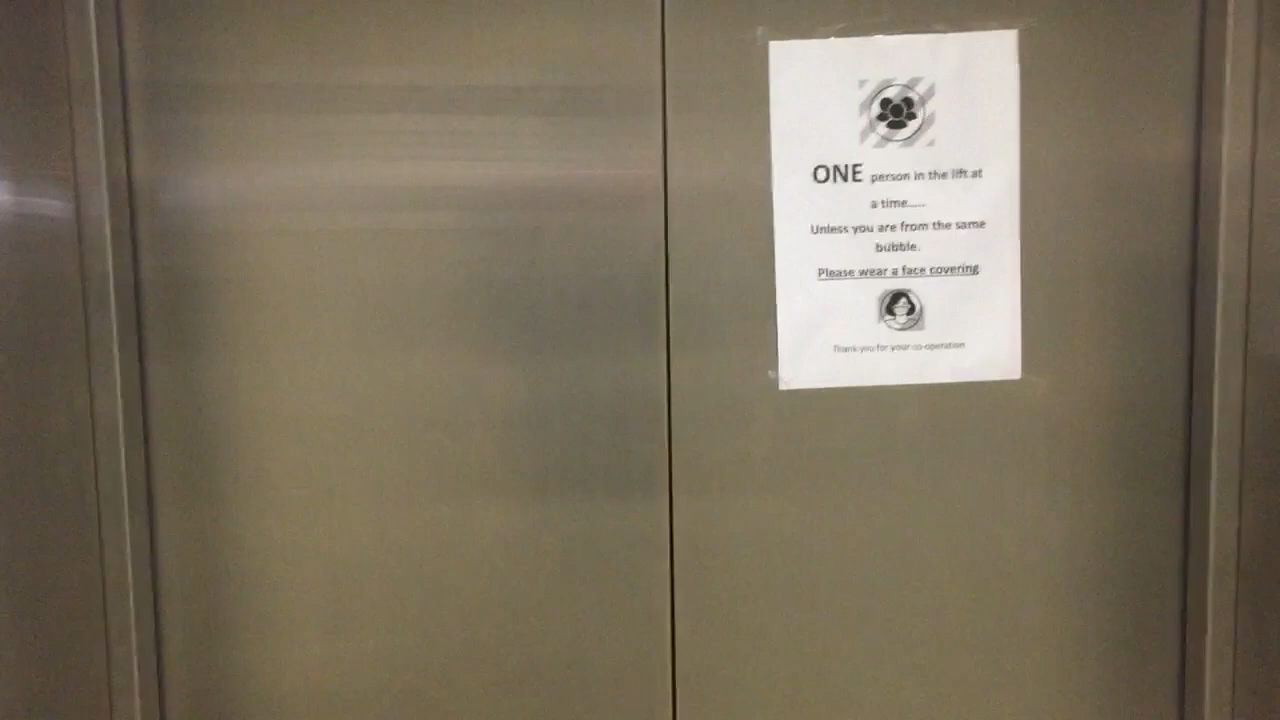 ONE person in the lift at
a time.....
Unless you are from the same
bubble.
Please wear a face covering
Thank you for your co-operation